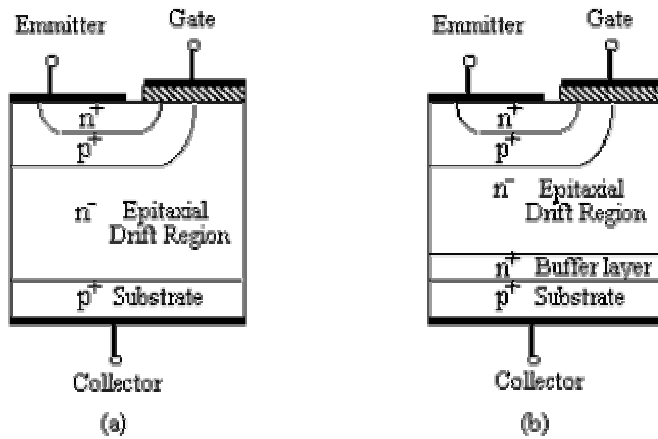 Emmitter
Gate
n+
p+
n- Epitaxial
Drift Region
p+ Substrate
Collector
(a)
Emmitter
Gate
n+
p+
n- Epitaxial
Drift Region
n+ Buffer layer
p+ Substrate
Collector
(b)